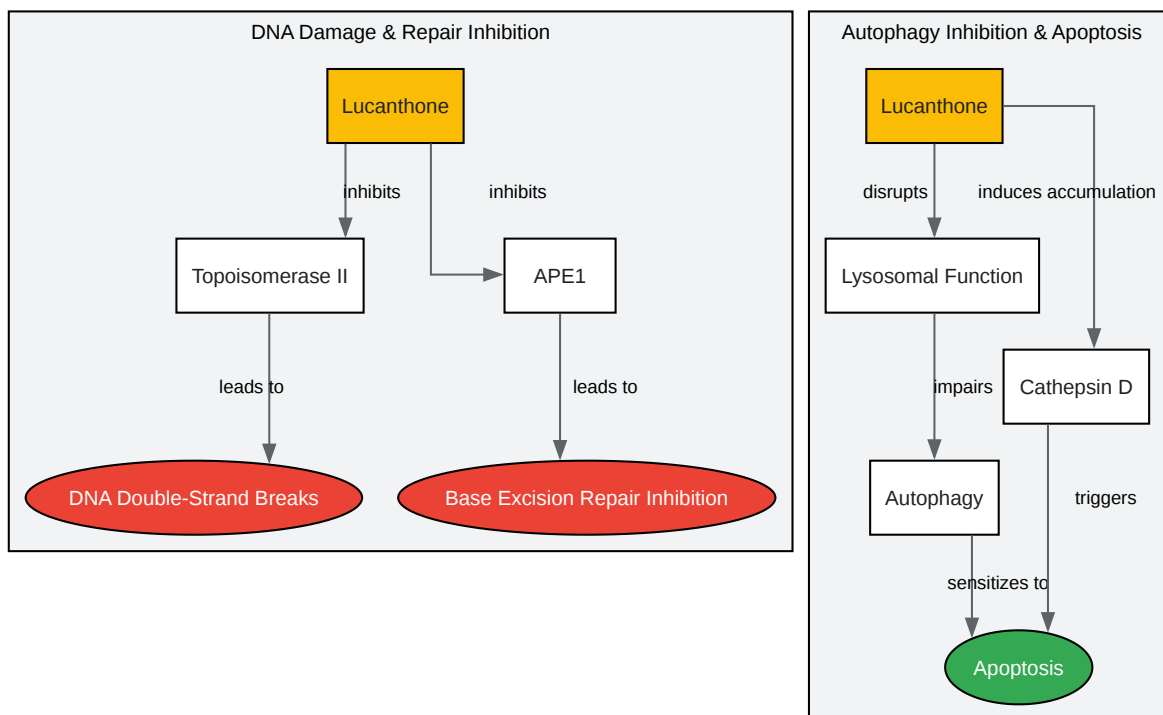 DNA Damage & Repair Inhibition
Lucanthone
inhibits
inhibits
Topoisomerase II
APE1
leads to
leads to
DNA Double-Strand Breaks
Base Excision Repair Inhibition
Autophagy Inhibition & Apoptosis
Lucanthone
disrupts
induces accumulation
Lysosomal Function
impairs
Cathepsin D
Autophagy
triggers
sensitizes to
Apoptosis